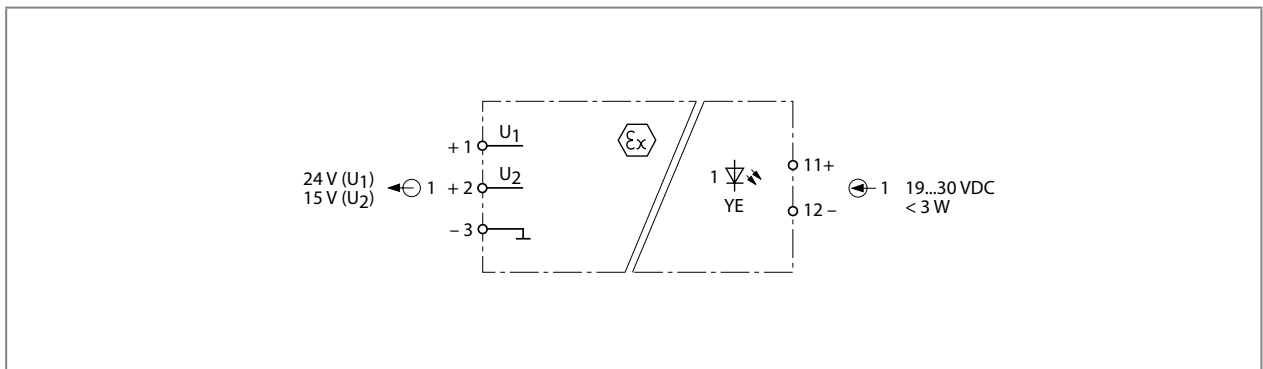 + 1 U1
24 V (U1)
15 V (U2)
1 + 2 U2
– 3
εx
1
YE
11+
12 –
1 19...30 VDC
< 3 W